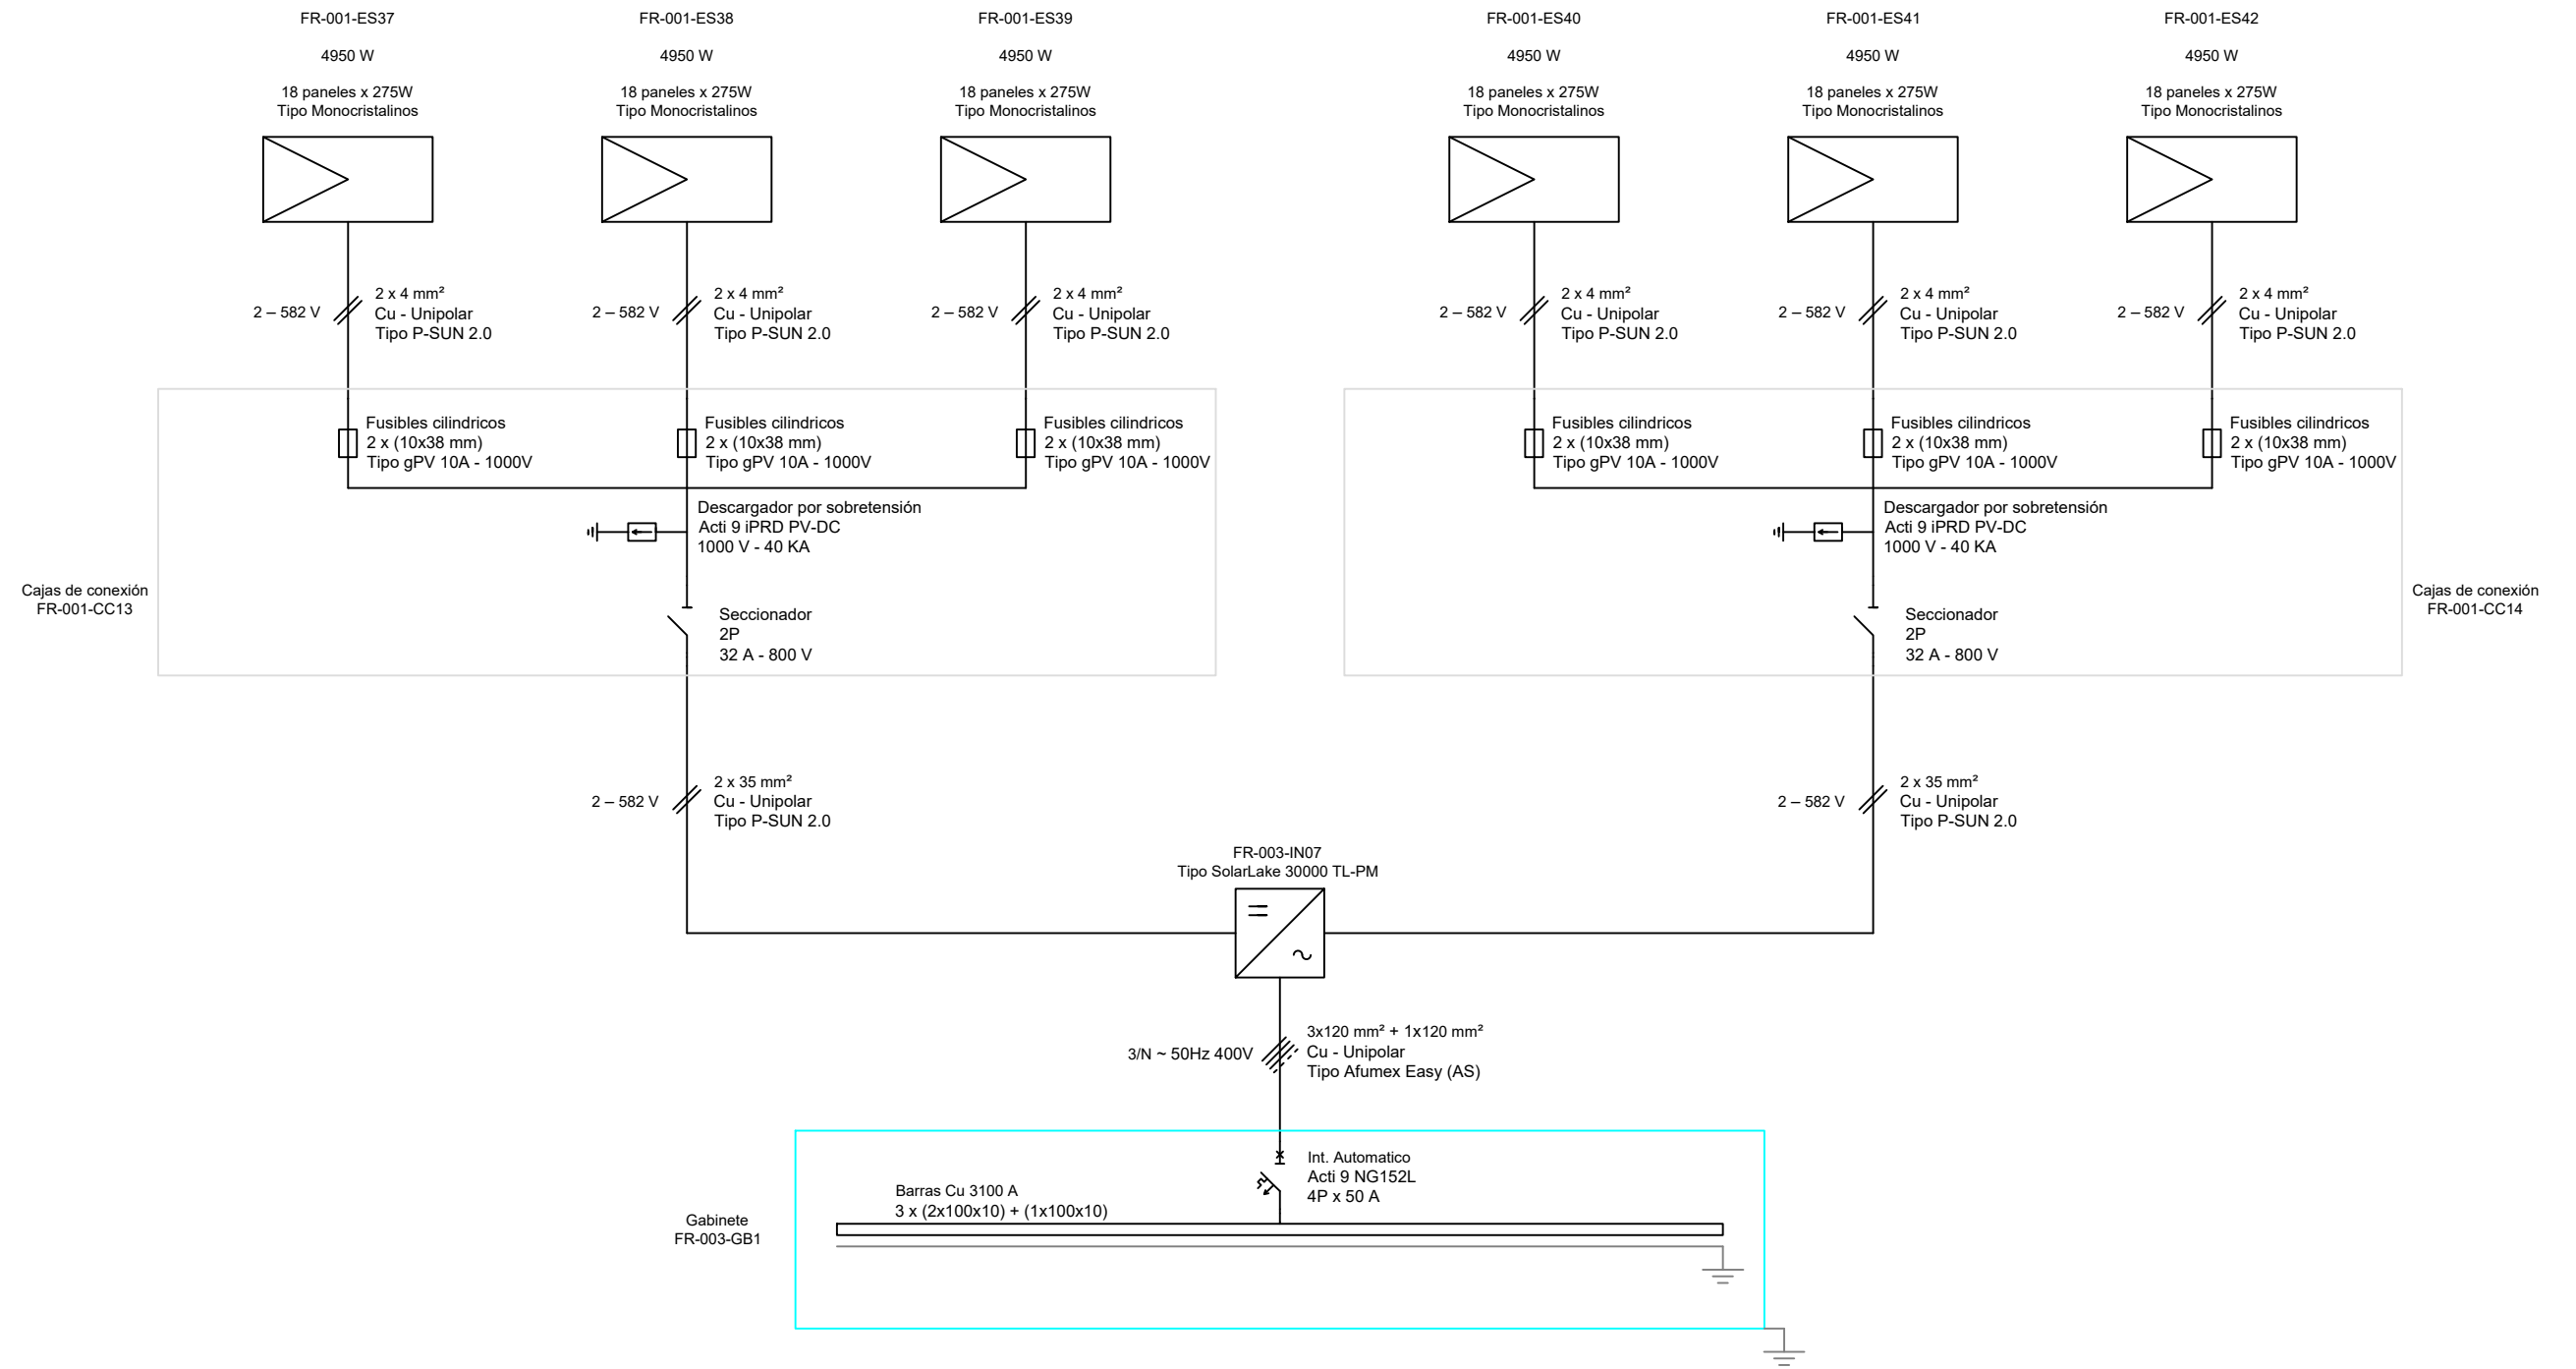 FR-001-ES37
4950 W
18 paneles x 275W
Tipo Monocristalinos
FR-001-ES38
4950 W
18 paneles x 275W
Tipo Monocristalinos
FR-001-ES39
4950 W
18 paneles x 275W
Tipo Monocristalinos
FR-001-ES40
4950 W
18 paneles x 275W
Tipo Monocristalinos
FR-001-ES41
4950 W
18 paneles x 275W
Tipo Monocristalinos
FR-001-ES42
4950 W
18 paneles x 275W
Tipo Monocristalinos
2 – 582 V
2 x 4 mm²
Cu - Unipolar
Tipo P-SUN 2.0
2 – 582 V
2 x 4 mm²
Cu - Unipolar
Tipo P-SUN 2.0
2 – 582 V
2 x 4 mm²
Cu - Unipolar
Tipo P-SUN 2.0
2 – 582 V
2 x 4 mm²
Cu - Unipolar
Tipo P-SUN 2.0
2 – 582 V
2 x 4 mm²
Cu - Unipolar
Tipo P-SUN 2.0
2 – 582 V
2 x 4 mm²
Cu - Unipolar
Tipo P-SUN 2.0
Fusibles cilindricos
2 x (10x38 mm)
Tipo gPV 10A - 1000V
Fusibles cilindricos
2 x (10x38 mm)
Tipo gPV 10A - 1000V
Fusibles cilindricos
2 x (10x38 mm)
Tipo gPV 10A - 1000V
Fusibles cilindricos
2 x (10x38 mm)
Tipo gPV 10A - 1000V
Fusibles cilindricos
2 x (10x38 mm)
Tipo gPV 10A - 1000V
Fusibles cilindricos
2 x (10x38 mm)
Tipo gPV 10A - 1000V
Descargador por sobretensión
Acti 9 iPRD PV-DC
1000 V - 40 KA
Descargador por sobretensión
Acti 9 iPRD PV-DC
1000 V - 40 KA
Cajas de conexión
FR-001-CC13
Seccionador
2P
32 A - 800 V
Seccionador
2P
32 A - 800 V
Cajas de conexión
FR-001-CC14
2 – 582 V
2 x 35 mm²
Cu - Unipolar
Tipo P-SUN 2.0
2 – 582 V
2 x 35 mm²
Cu - Unipolar
Tipo P-SUN 2.0
FR-003-IN07
Tipo SolarLake 30000 TL-PM
3/N ~ 50Hz 400V
3x120 mm² + 1x120 mm²
Cu - Unipolar
Tipo Afumex Easy (AS)
Int. Automatico
Acti 9 NG152L
4P x 50 A
Barras Cu 3100 A
3 x (2x100x10) + (1x100x10)
Gabinete
FR-003-GB1